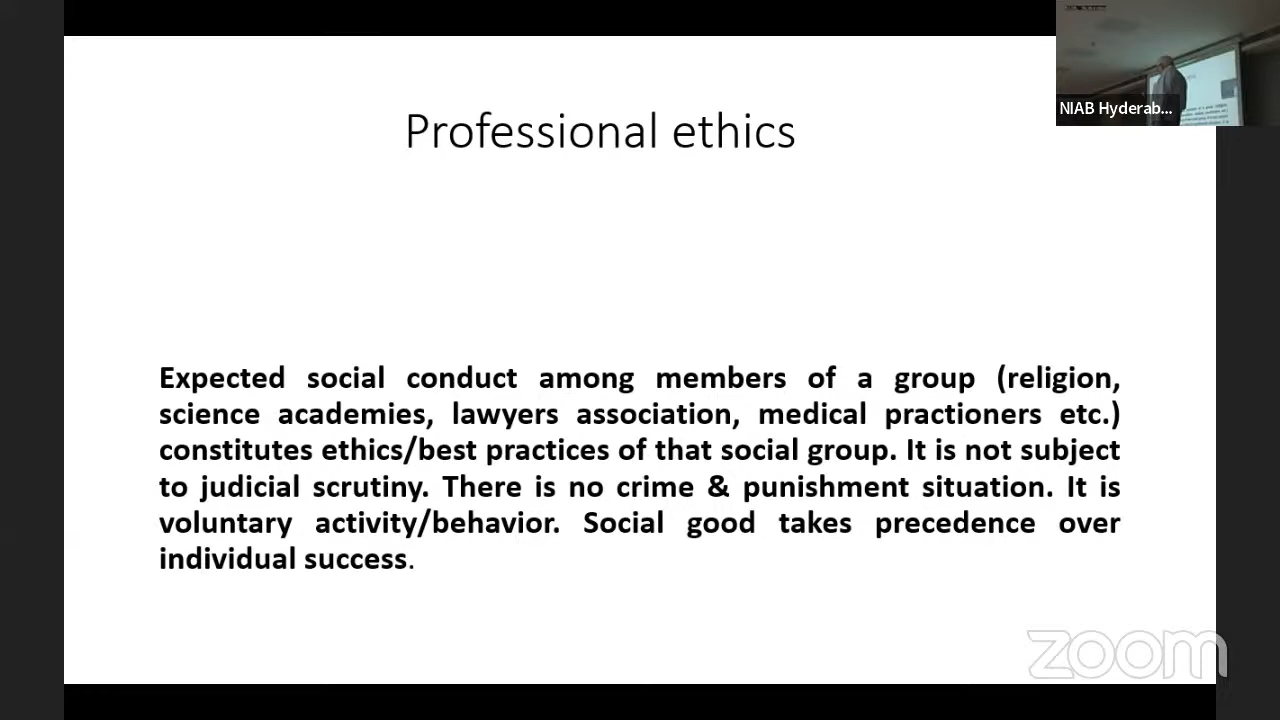 Professional ethics
NIAB Hyderab...
Expected social conduct among members of a group (religion,
science academies, lawyers association, medical practioners etc.)
constitutes ethics/best practices of that social group. It is not subject
to judicial scrutiny. There is no crime & punishment situation. It is
voluntary activity/behavior. Social good takes precedence over
individual success.
zoom